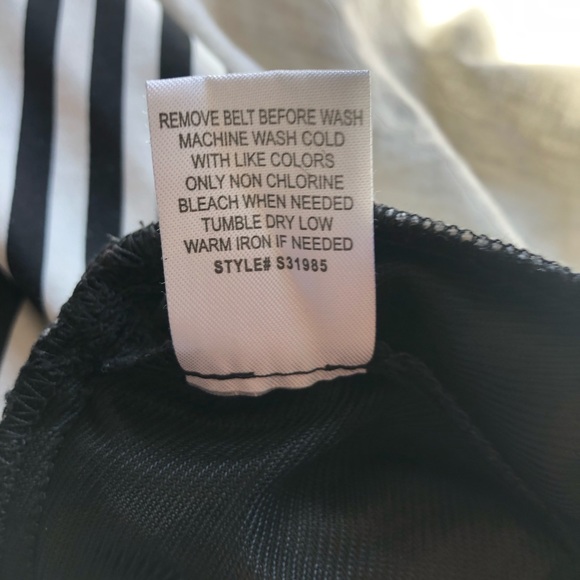 REMOVE BELT BEFORE WASH
MACHINE WASH COLD
WITH LIKE COLORS
ONLY NON CHLORINE
BLEACH WHEN NEEDED
TUMBLE DRY LOW
WARM IRON IF NEEDED
STYLE# S31985